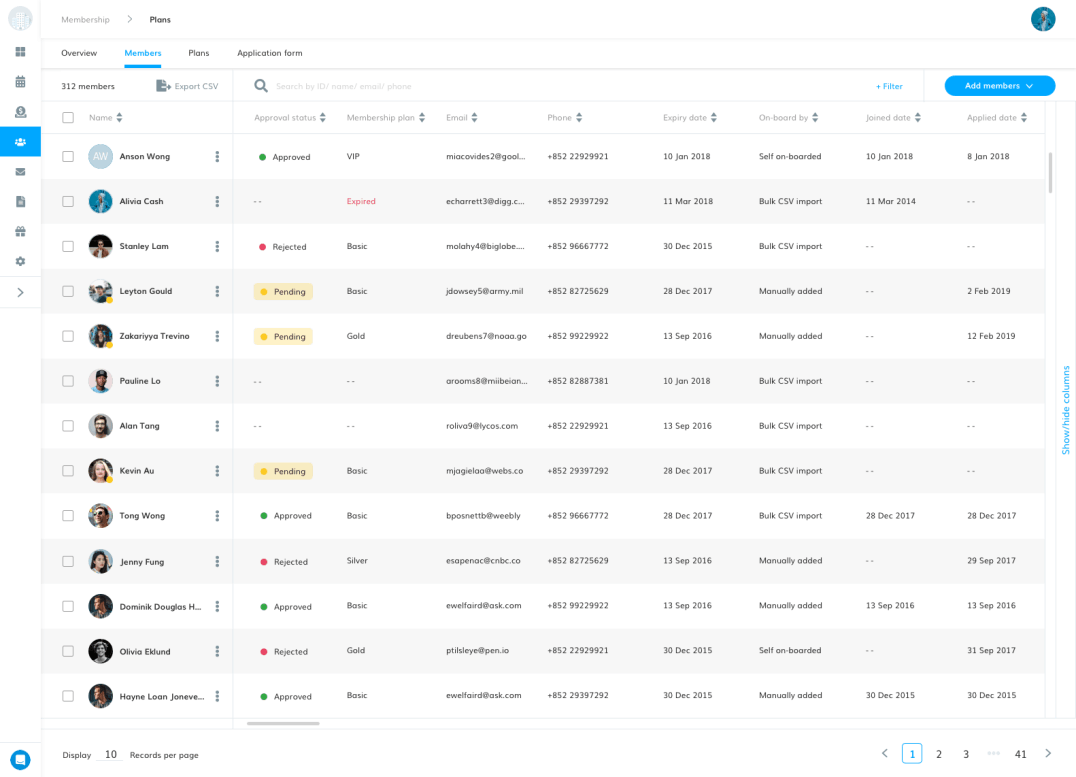 Membership > Plans
Overview Members Plans Application form
312 members Export CSV Search by ID/ name/ email/ phone + Filter Add members
Name Approval status Membership plan Email Phone Expiry date On-board by Joined date Applied date
AW Anson Wong Approved VIP miacovides2@gool... +852 22929921 10 Jan 2018 Self on-boarded 10 Jan 2018 8 Jan 2018
Alivia Cash -- Expired echarrett3@digg.c... +852 29397292 11 Mar 2018 Bulk CSV import 11 Mar 2014 --
Stanley Lam Rejected Basic molahy4@biglobe.... +852 96667772 30 Dec 2015 Bulk CSV import -- --
Leyton Gould Pending Basic jdowsey5@army.mil +852 82725629 28 Dec 2017 Manually added -- 2 Feb 2019
Zakariyya Trevino Pending Gold dreubens7@noaa.go +852 99229922 13 Sep 2016 Manually added -- 12 Feb 2019
Pauline Lo -- -- arooms8@miibeian... +852 82887381 10 Jan 2018 Bulk CSV import -- --
Alan Tang -- -- roliva9@lycos.com +852 22929921 13 Sep 2016 Bulk CSV import -- --
Kevin Au Pending Basic mjagielaa@webs.co +852 29397292 28 Dec 2017 Bulk CSV import -- --
Tong Wong Approved Basic bposnettb@weebly +852 96667772 28 Dec 2017 Bulk CSV import 28 Dec 2017 28 Dec 2017
Jenny Fung Rejected Silver esapenac@cnbc.co +852 82725629 13 Sep 2016 Manually added -- 29 Sep 2017
Dominik Douglas H... Approved Basic ewelfaird@ask.com +852 99229922 13 Sep 2016 Manually added 13 Sep 2016 13 Sep 2016
Olivia Eklund Rejected Gold ptilsleye@pen.io +852 22929921 30 Dec 2015 Self on-boarded -- 31 Sep 2017
Hayne Loan Joneve... Approved Basic ewelfaird@ask.com +852 29397292 30 Dec 2015 Manually added 30 Dec 2015 30 Dec 2015
Show/hide columns
Display 10 Records per page < 1 2 3 ... 41 >